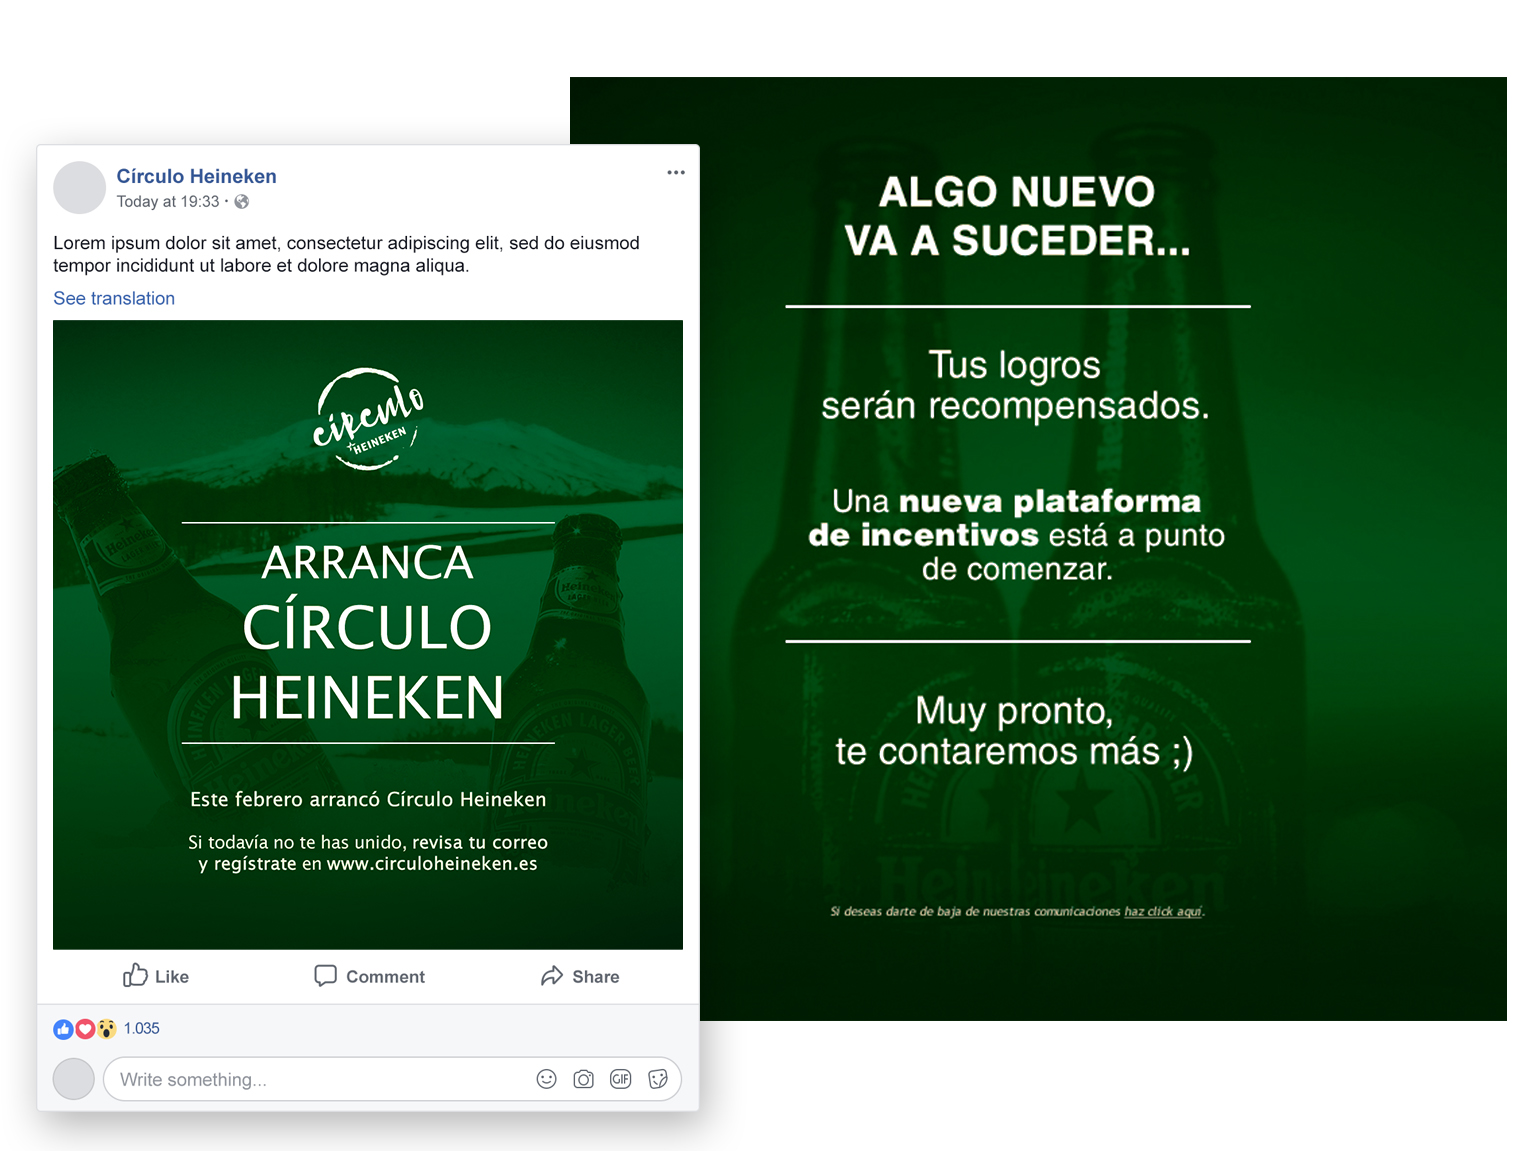 Círculo Heineken
Today at 19:33 ·
Lorem ipsum dolor sit amet, consectetur adipiscing elit, sed do eiusmod
tempor incididunt ut labore et dolore magna aliqua.
See translation
círculo
HEINEKEN
ARRANCA
CÍRCULO
HEINEKEN
Este febrero arrancó Círculo Heineken
Si todavía no te has unido, revisa tu correo
y regístrate en www.circuloheineken.es
Like
Comment
Share
1.035
Write something...
GIF
ALGO NUEVO
VA A SUCEDER...
Tus logros
serán recompensados.
Una nueva plataforma
de incentivos está a punto
de comenzar.
Muy pronto,
te contaremos más ;)
Si deseas darte de baja de nuestras comunicaciones haz click aquí.